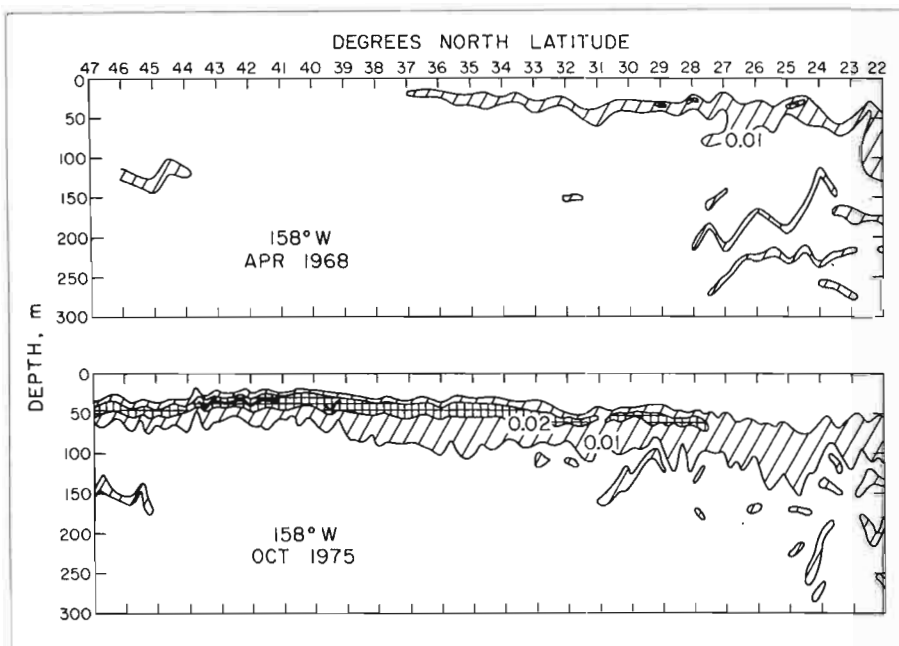 DEGREES NORTH LATITUDE
47 46 45 44 43 42 41 40 39 38 37 36 35 34 33 32 31 30 29 28 27 26 25 24 23 22
0
50
100
150
200
250
300
0.01
158° W
APR 1968
DEPTH, m
0
50
100
150
200
250
300
0.02
0.01
158° W
OCT 1975